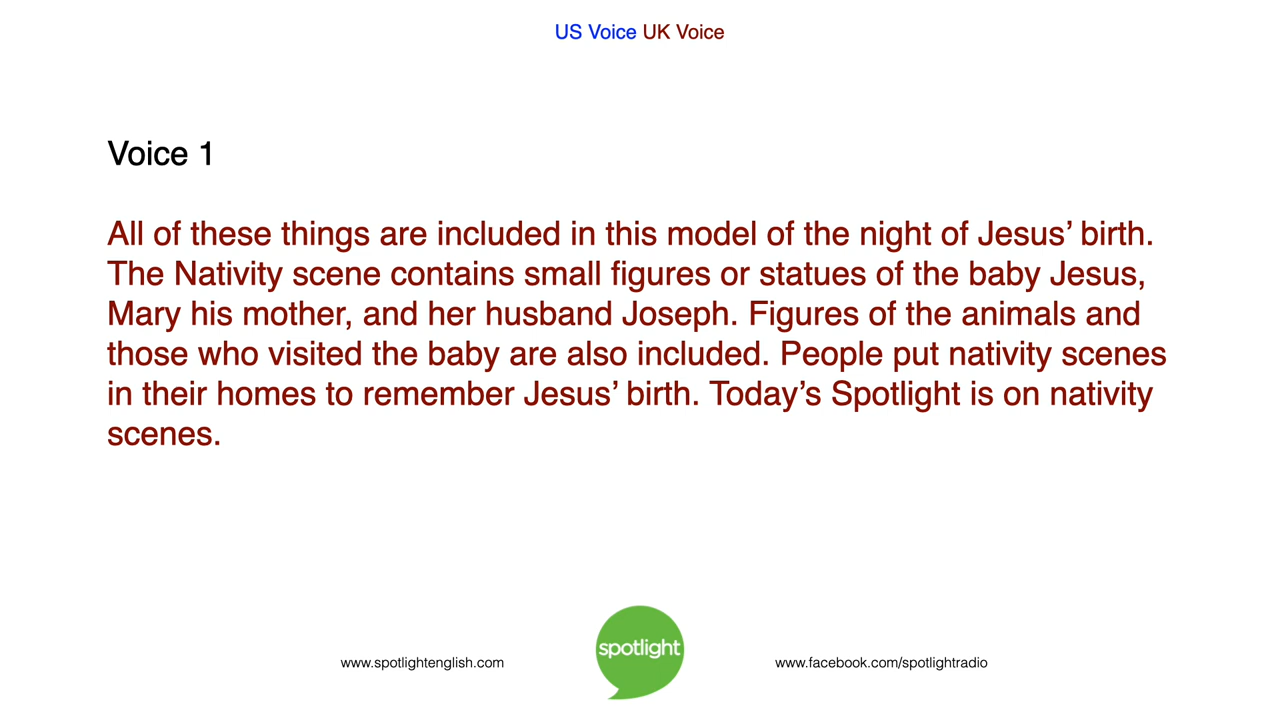 US Voice UK Voice
Voice 1
All of these things are included in this model of the night of Jesus’ birth.
The Nativity scene contains small figures or statues of the baby Jesus,
Mary his mother, and her husband Joseph. Figures of the animals and
those who visited the baby are also included. People put nativity scenes
in their homes to remember Jesus’ birth. Today’s Spotlight is on nativity
scenes.
www.spotlightenglish.com
spotlight
www.facebook.com/spotlightradio